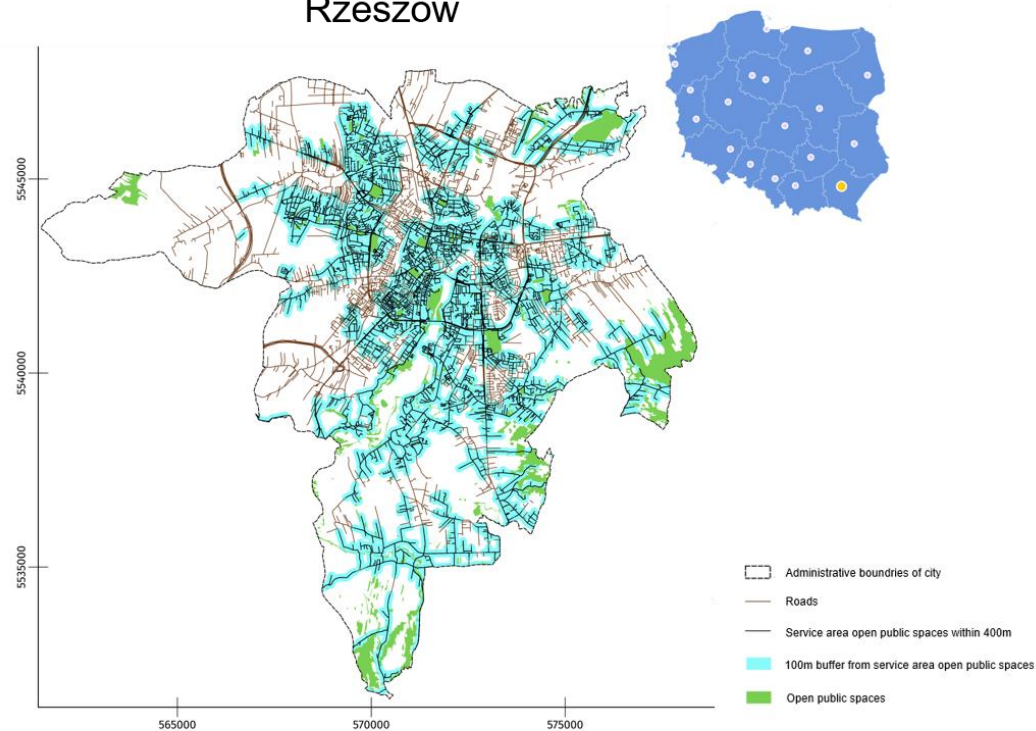 Rzeszów
5545000
5540000
5535000
565000
570000
575000
Administrative boundries of city
Roads
Service area open public spaces within 400m
100m buffer from service area open public spaces
Open public spaces